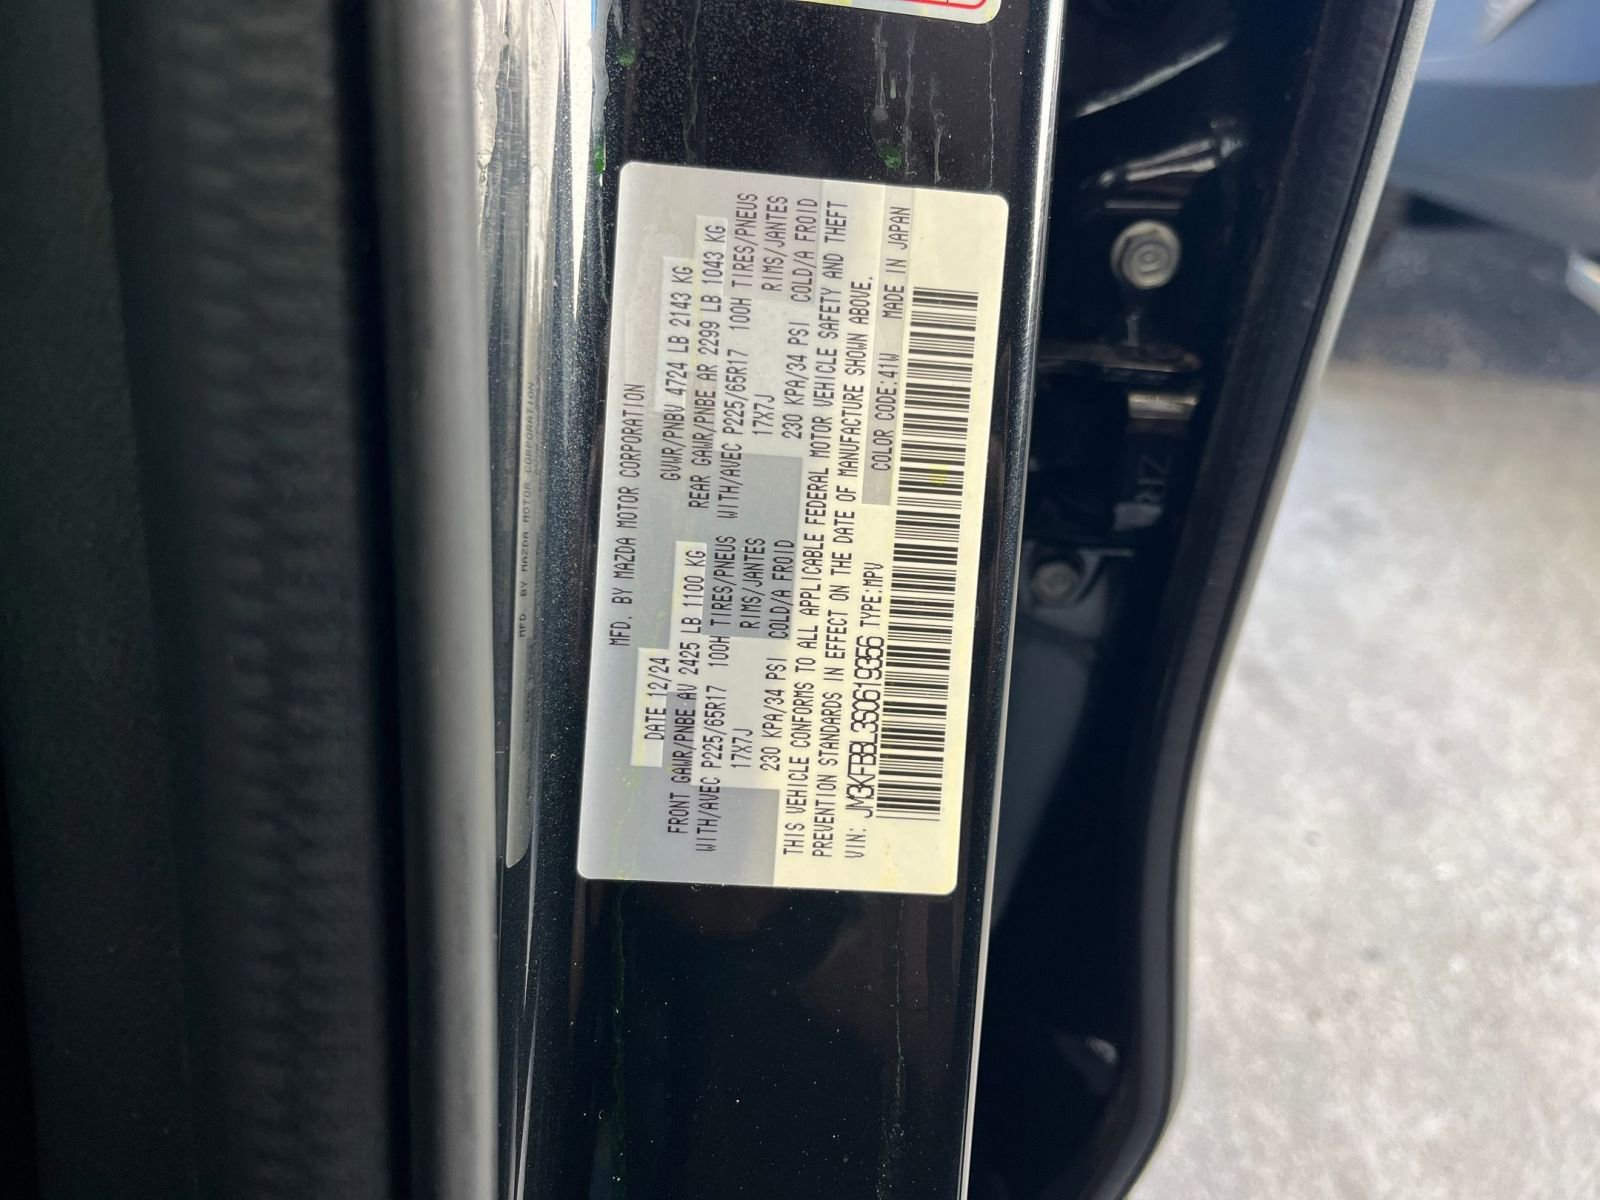 MFD. BY MAZDA MOTOR CORPORATION
DATE 12/24 GVWR/PNBV 4724 LB 2143 KG
FRONT GAWR/PNBE AV 2425 LB 1100 KG REAR GAWR/PNBE AR 2299 LB 1043 KG
WITH/AVEC P225/65R17 100H TIRES/PNEUS WITH/AVEC P225/65R17 100H TIRES/PNEUS
17X7J RIMS/JANTES 17X7J RIMS/JANTES
230 KPA/34 PSI COLD/A FROID 230 KPA/34 PSI COLD/A FROID
THIS VEHICLE CONFORMS TO ALL APPLICABLE FEDERAL MOTOR VEHICLE SAFETY AND THEFT
PREVENTION STANDARDS IN EFFECT ON THE DATE OF MANUFACTURE SHOWN ABOVE.
VIN: JM3KFBBL3S0619356 TYPE:MPV COLOR CODE:41W MADE IN JAPAN
MFD. BY MAZDA MOTOR CORPORATION